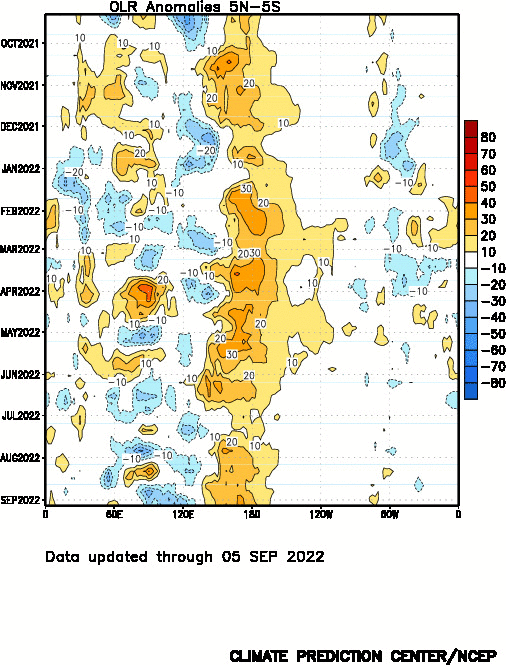 OLR Anomalies 5N-5S
OCT2021
NOV2021
DEC2021
JAN2022
FEB2022
MAR2022
APR2022
MAY2022
JUN2022
JUL2022
AUG2022
SEP2022
0 60E 120E 180 120W 60W 0
80
70
60
50
40
30
20
10
-10
-20
-30
-40
-50
-60
-70
-80
Data updated through 05 SEP 2022
CLIMATE PREDICTION CENTER/NCEP